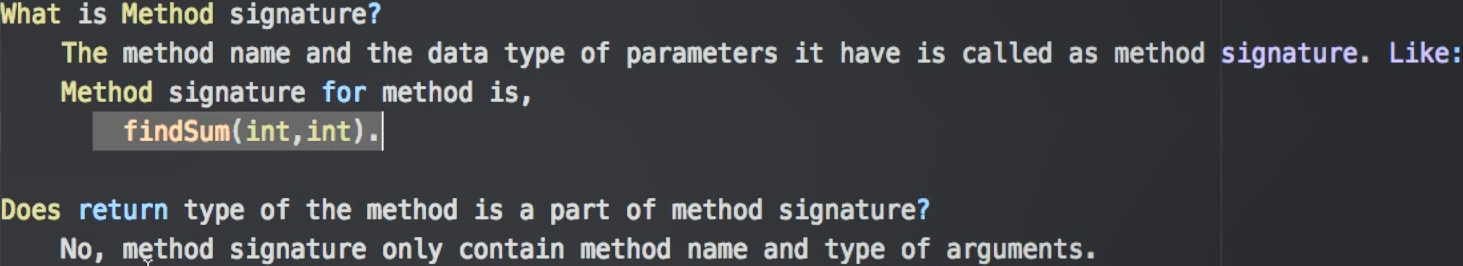 What is Method signature?
The method name and the data type of parameters it have is called as method signature. Like:
Method signature for method is,
findSum(int,int).
Does return type of the method is a part of method signature?
No, method signature only contain method name and type of arguments.